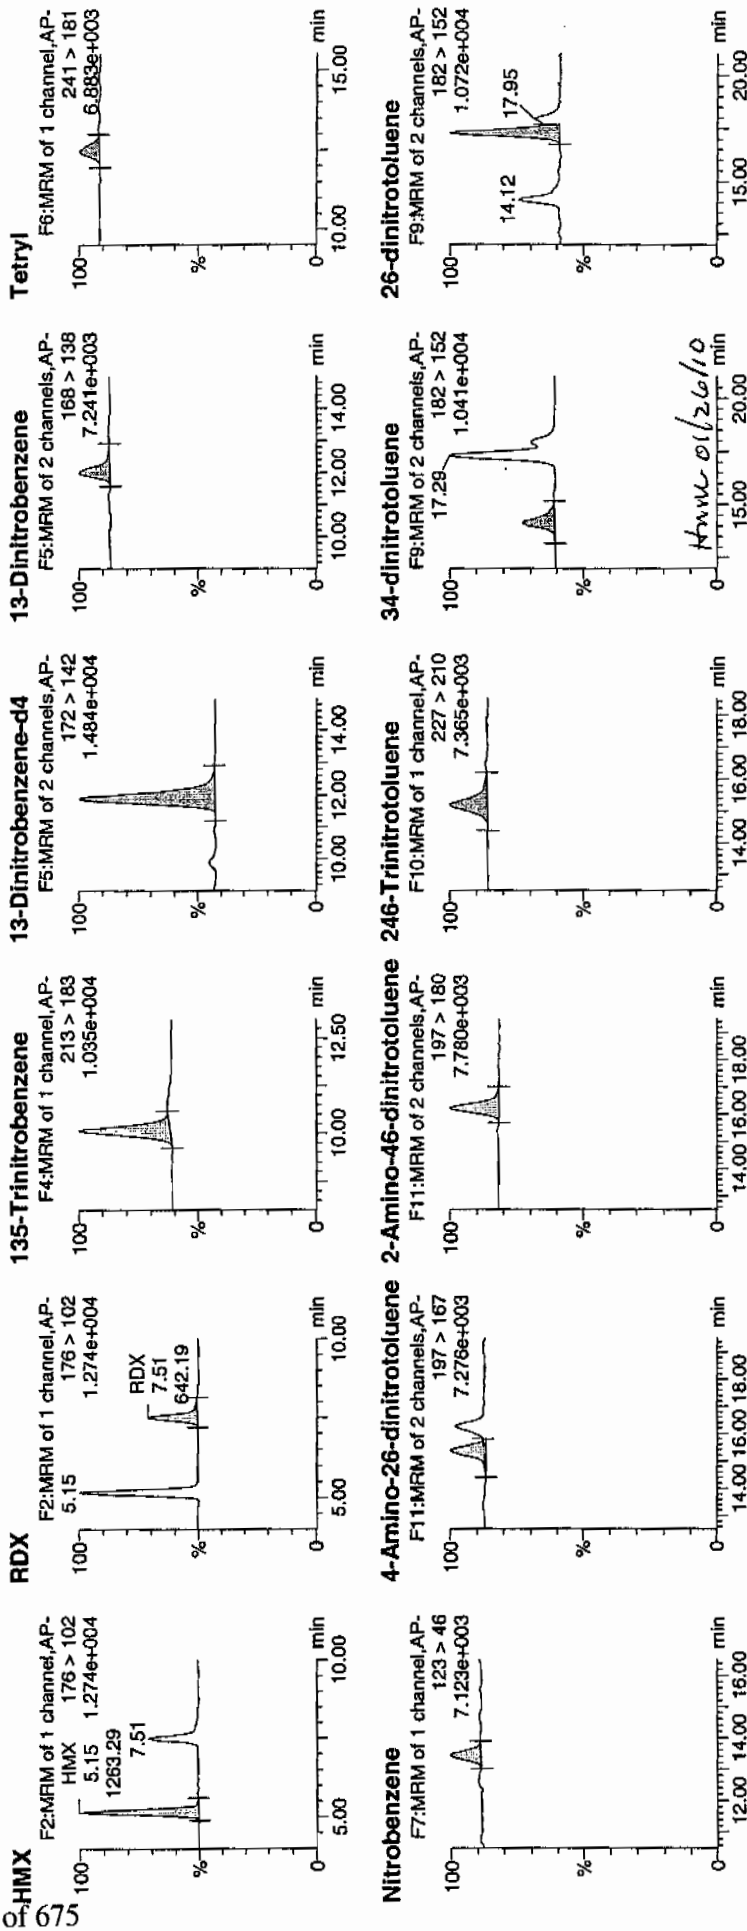 HMX
F2:MRM of 1 channel,AP-
176 > 102
1.274e+004
HMX
5.15
1263.29
7.51
100
%
0
5.00
10.00
min
RDX
F2:MRM of 1 channel,AP-
176 > 102
1.274e+004
5.15
RDX
7.51
642.19
100
%
0
5.00
10.00
min
135-Trinitrobenzene
F4:MRM of 1 channel,AP-
213 > 183
1.035e+004
100
%
0
10.00
12.50
min
13-Dinitrobenzene-d4
F5:MRM of 2 channels,AP-
172 > 142
1.484e+004
100
%
0
10.00
12.00
14.00
min
13-Dinitrobenzene
F5:MRM of 2 channels,AP-
168 > 138
7.241e+003
100
%
0
10.00
12.00
14.00
min
Tetryl
F6:MRM of 1 channel,AP-
241 > 181
6.883e+003
100
%
0
10.00
15.00
min
Nitrobenzene
F7:MRM of 1 channel,AP-
123 > 46
7.123e+003
100
%
0
12.00
14.00
16.00
min
4-Amino-26-dinitrotoluene
F11:MRM of 2 channels,AP-
197 > 167
7.276e+003
100
%
0
14.00
16.00
18.00
min
2-Amino-46-dinitrotoluene
F11:MRM of 2 channels,AP-
197 > 180
7.780e+003
100
%
0
14.00
16.00
18.00
min
246-Trinitrotoluene
F10:MRM of 1 channel,AP-
227 > 210
7.365e+003
100
%
0
14.00
16.00
18.00
min
34-dinitrotoluene
F9:MRM of 2 channels,AP-
182 > 152
1.041e+004
17.29
100
%
0
15.00
20.00
min
01/26/10
26-dinitrotoluene
F9:MRM of 2 channels,AP-
182 > 152
1.072e+004
14.12
17.95
100
%
0
15.00
20.00
min
of 675